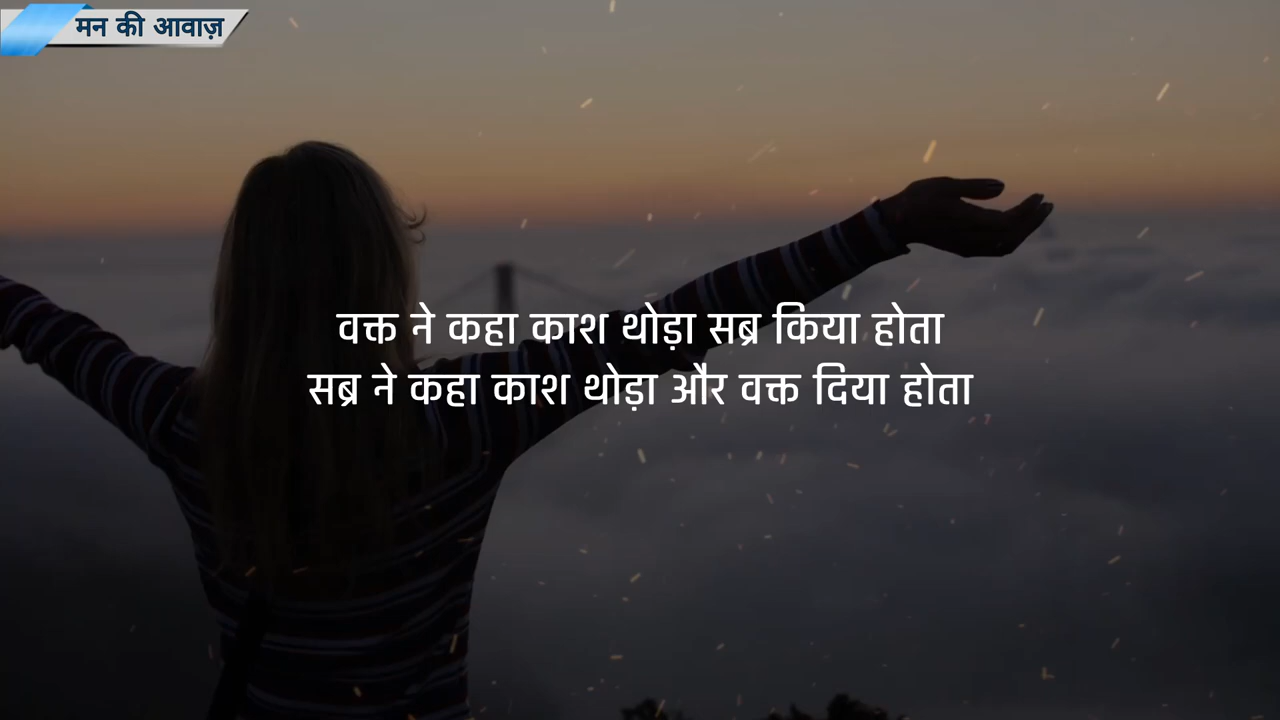 मन की आवाज़
वक्त ने कहा काश थोड़ा सब्र किया होता
सब्र ने कहा काश थोड़ा और वक्त दिया होता